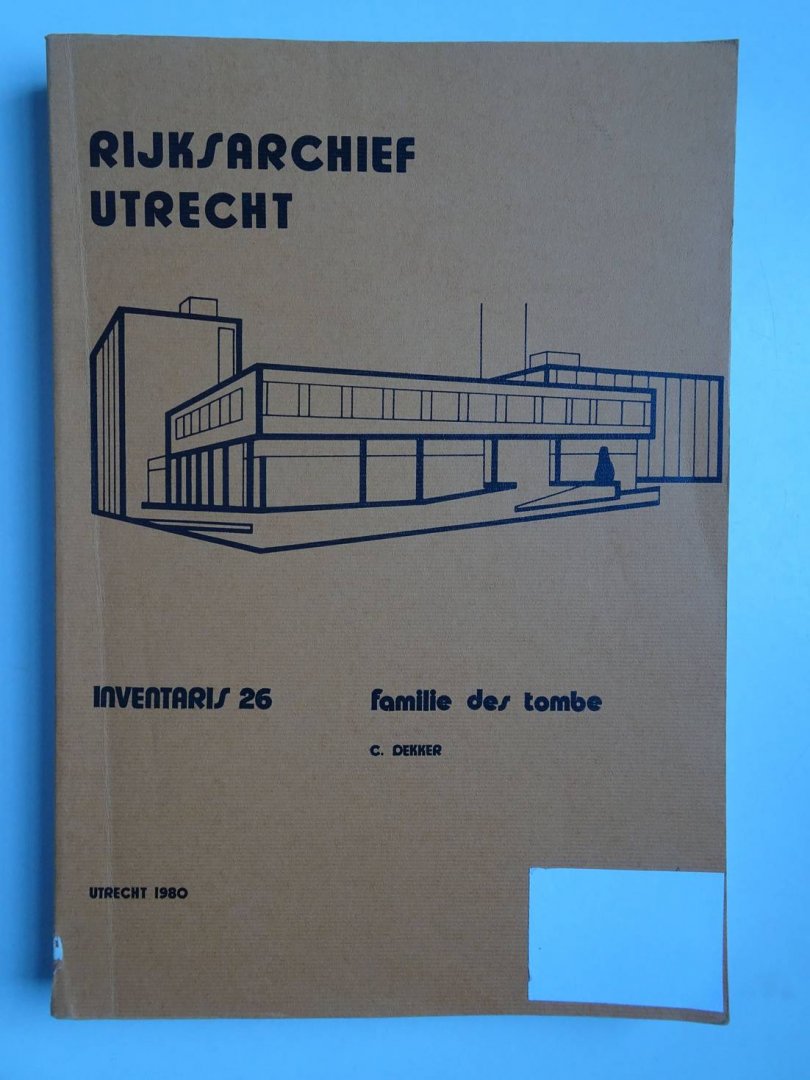 RIJKSARCHIEF
UTRECHT
INVENTARIS 26
familie des tombe
C. DEKKER
UTRECHT 1980